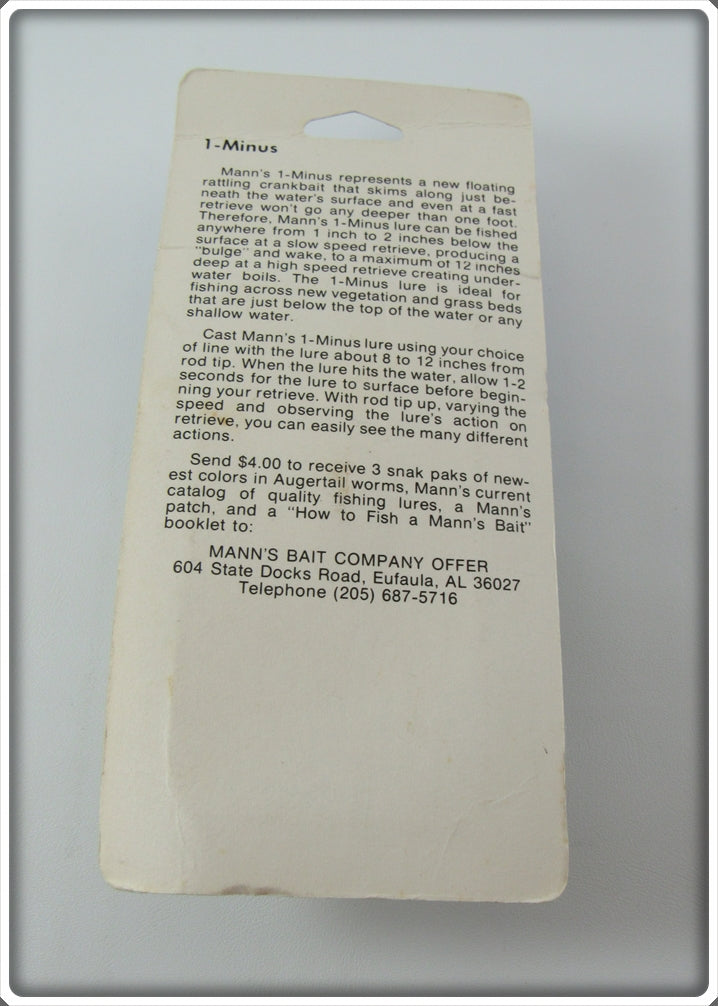 1-Minus
Mann's 1-Minus represents a new floating
rattling crankbait that skims along just be-
neath the water's surface and even at a fast
retrieve won't go any deeper than one foot.
Therefore, Mann's 1-Minus lure can be fished
anywhere from 1 inch to 2 inches below the
surface at a slow speed retrieve, producing a
"bulge" and wake, to a maximum of 12 inches
deep at a high speed retrieve creating under-
water boils. The 1-Minus lure is ideal for
fishing across new vegetation and grass beds
that are just below the top of the water or any
shallow water.
Cast Mann's 1-Minus lure using your choice
of line with the lure about 8 to 12 inches from
rod tip. When the lure hits the water, allow 1-2
seconds for the lure to surface before begin-
ning your retrieve. With rod tip up, varying the
speed and observing the lure's action on
retrieve, you can easily see the many different
actions.
Send $4.00 to receive 3 snak paks of new-
est colors in Augertail worms, Mann's current
catalog of quality fishing lures, a Mann's
patch, and a "How to Fish a Mann's Bait"
booklet to:
MANN'S BAIT COMPANY OFFER
604 State Docks Road, Eufaula, AL 36027
Telephone (205) 687-5716